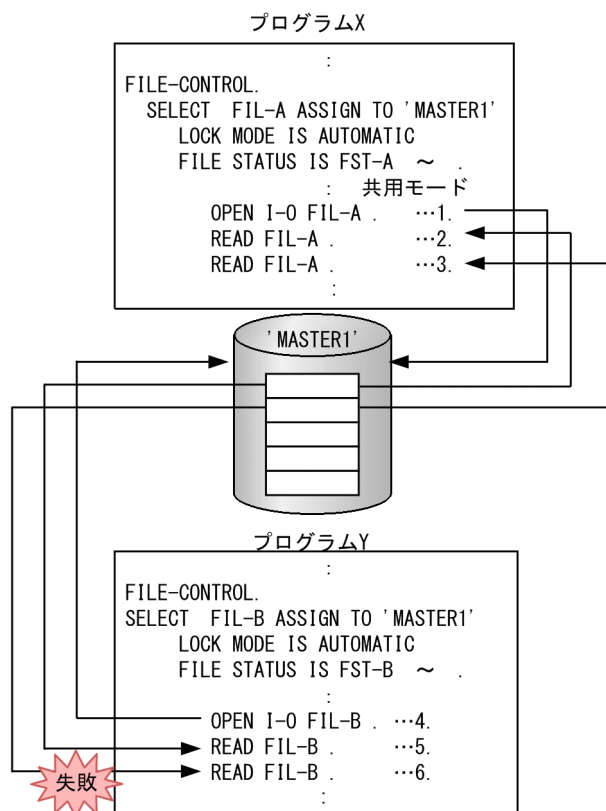 プログラムX
:
FILE-CONTROL.
SELECT FIL-A ASSIGN TO 'MASTER1'
LOCK MODE IS AUTOMATIC
FILE STATUS IS FST-A ～ .
: 共用モード
OPEN I-O FIL-A . …1.
READ FIL-A . …2.
READ FIL-A . …3.
:
'MASTER1'
プログラムY
:
FILE-CONTROL.
SELECT FIL-B ASSIGN TO 'MASTER1'
LOCK MODE IS AUTOMATIC
FILE STATUS IS FST-B ～ .
:
OPEN I-O FIL-B . …4.
READ FIL-B . …5.
失敗 READ FIL-B . …6.
: